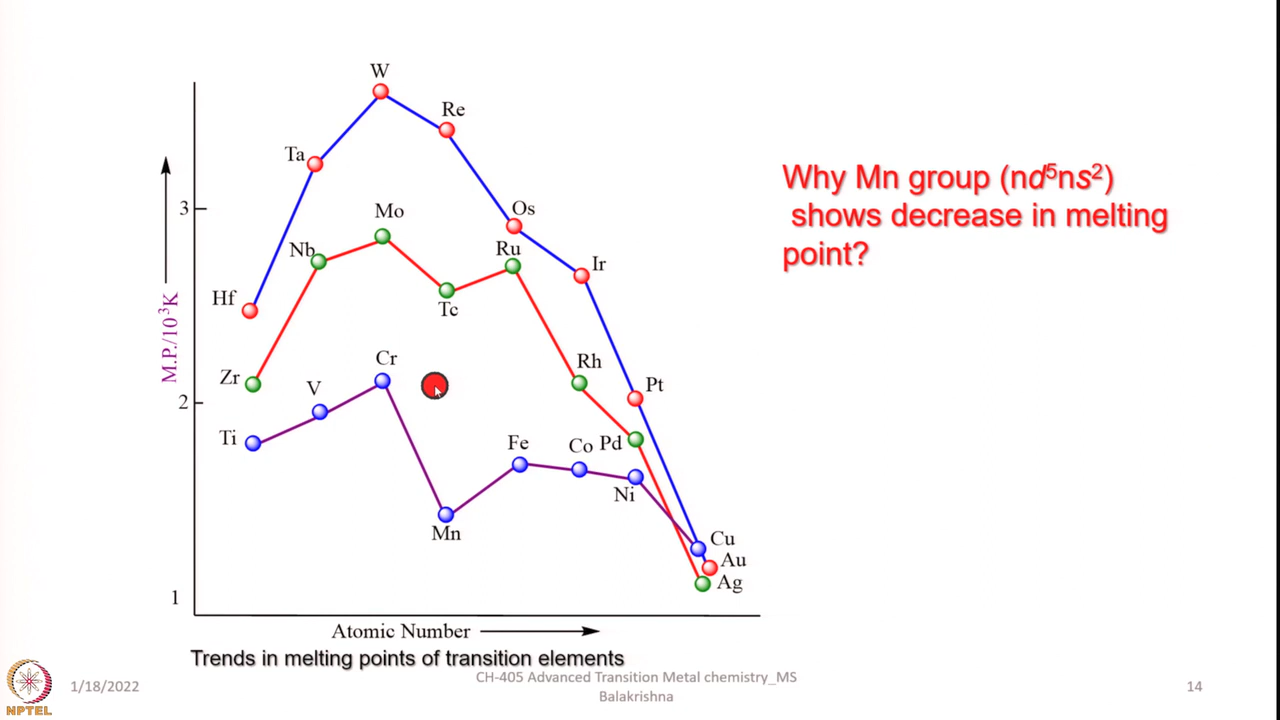 W
Re
Ta
3
Mo
Os
Nb
Ru
Ir
Hf
Tc
M.P./10³K
Cr
Rh
Zr
V
Pt
2
Ti
Fe
Co
Pd
Ni
Mn
Cu
Au
Ag
1
Atomic Number
Trends in melting points of transition elements
Why Mn group (nd⁵ns²)
shows decrease in melting
point?
NPTEL
1/18/2022
CH-405 Advanced Transition Metal chemistry_MS
Balakrishna
14